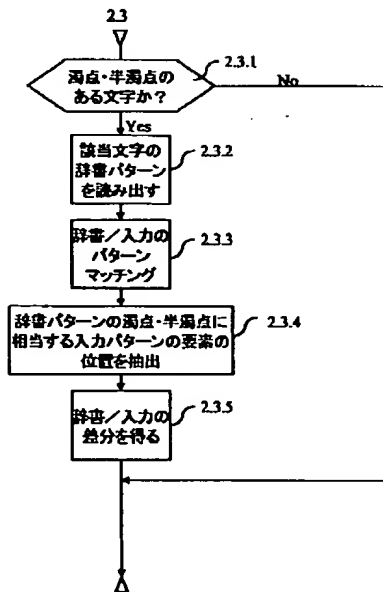 2.3
濁点・半濁点の
ある文字か?
2.3.1
No
Yes
該当文字の
辞書パターン
を読み出す
2.3.2
辞書／入力の
パターン
マッチング
2.3.3
辞書パターンの濁点・半濁点に
相当する入力パターンの要素の
位置を抽出
2.3.4
辞書／入力の
差分を得る
2.3.5